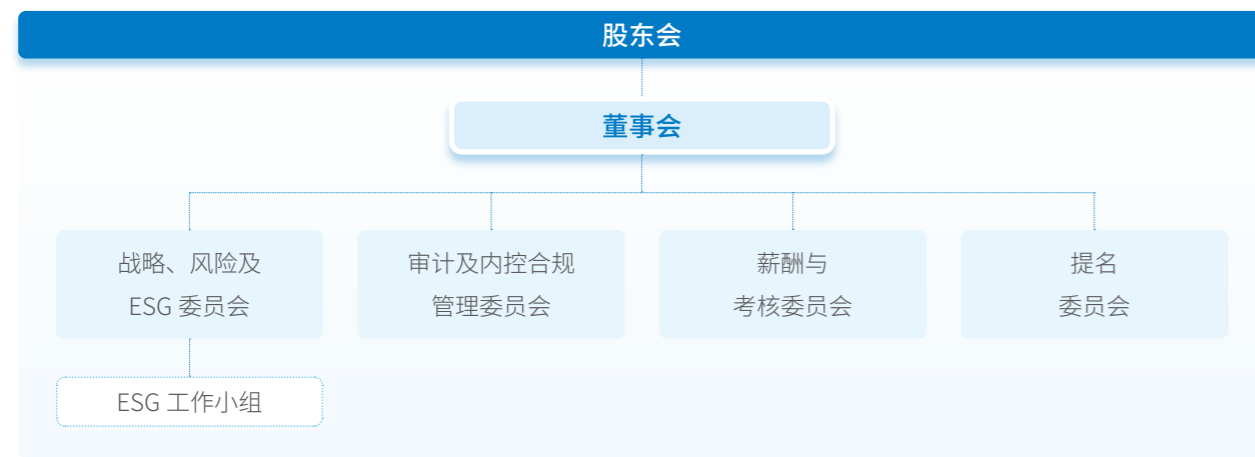 股东会
董事会
战略、风险及
ESG 委员会
审计及内控合规
管理委员会
薪酬与
考核委员会
提名
委员会
ESG 工作小组